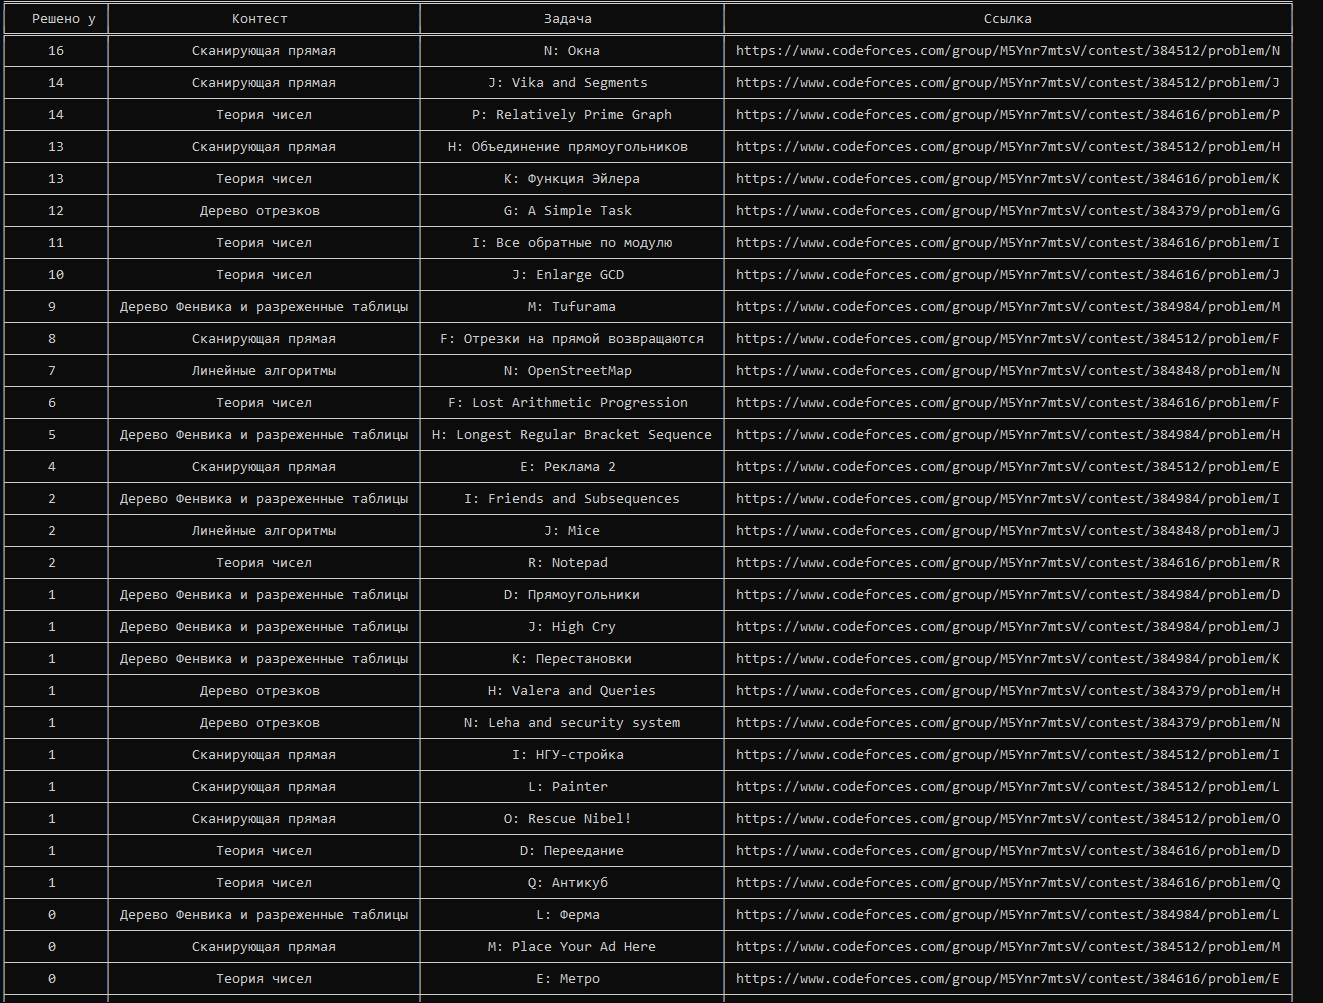 Решено у Контест Задача Ссылка
16 Сканирующая прямая N: Окна https://www.codeforces.com/group/M5Ynr7mtsV/contest/384512/problem/N
14 Сканирующая прямая J: Vika and Segments https://www.codeforces.com/group/M5Ynr7mtsV/contest/384512/problem/J
14 Теория чисел P: Relatively Prime Graph https://www.codeforces.com/group/M5Ynr7mtsV/contest/384616/problem/P
13 Сканирующая прямая H: Объединение прямоугольников https://www.codeforces.com/group/M5Ynr7mtsV/contest/384512/problem/H
13 Теория чисел K: Функция Эйлера https://www.codeforces.com/group/M5Ynr7mtsV/contest/384616/problem/K
12 Дерево отрезков G: A Simple Task https://www.codeforces.com/group/M5Ynr7mtsV/contest/384379/problem/G
11 Теория чисел I: Все обратные по модулю https://www.codeforces.com/group/M5Ynr7mtsV/contest/384616/problem/I
10 Теория чисел J: Enlarge GCD https://www.codeforces.com/group/M5Ynr7mtsV/contest/384616/problem/J
9 Дерево Фенвика и разреженные таблицы M: Tufurama https://www.codeforces.com/group/M5Ynr7mtsV/contest/384984/problem/M
8 Сканирующая прямая F: Отрезки на прямой возвращаются https://www.codeforces.com/group/M5Ynr7mtsV/contest/384512/problem/F
7 Линейные алгоритмы N: OpenStreetMap https://www.codeforces.com/group/M5Ynr7mtsV/contest/384848/problem/N
6 Теория чисел F: Lost Arithmetic Progression https://www.codeforces.com/group/M5Ynr7mtsV/contest/384616/problem/F
5 Дерево Фенвика и разреженные таблицы H: Longest Regular Bracket Sequence https://www.codeforces.com/group/M5Ynr7mtsV/contest/384984/problem/H
4 Сканирующая прямая E: Реклама 2 https://www.codeforces.com/group/M5Ynr7mtsV/contest/384512/problem/E
2 Дерево Фенвика и разреженные таблицы I: Friends and Subsequences https://www.codeforces.com/group/M5Ynr7mtsV/contest/384984/problem/I
2 Линейные алгоритмы J: Mice https://www.codeforces.com/group/M5Ynr7mtsV/contest/384848/problem/J
2 Теория чисел R: Notepad https://www.codeforces.com/group/M5Ynr7mtsV/contest/384616/problem/R
1 Дерево Фенвика и разреженные таблицы D: Прямоугольники https://www.codeforces.com/group/M5Ynr7mtsV/contest/384984/problem/D
1 Дерево Фенвика и разреженные таблицы J: High Cry https://www.codeforces.com/group/M5Ynr7mtsV/contest/384984/problem/J
1 Дерево Фенвика и разреженные таблицы K: Перестановки https://www.codeforces.com/group/M5Ynr7mtsV/contest/384984/problem/K
1 Дерево отрезков H: Valera and Queries https://www.codeforces.com/group/M5Ynr7mtsV/contest/384379/problem/H
1 Дерево отрезков N: Leha and security system https://www.codeforces.com/group/M5Ynr7mtsV/contest/384379/problem/N
1 Сканирующая прямая I: НГУ-стройка https://www.codeforces.com/group/M5Ynr7mtsV/contest/384512/problem/I
1 Сканирующая прямая L: Painter https://www.codeforces.com/group/M5Ynr7mtsV/contest/384512/problem/L
1 Сканирующая прямая O: Rescue Nibel! https://www.codeforces.com/group/M5Ynr7mtsV/contest/384512/problem/O
1 Теория чисел D: Переедание https://www.codeforces.com/group/M5Ynr7mtsV/contest/384616/problem/D
1 Теория чисел Q: Антикуб https://www.codeforces.com/group/M5Ynr7mtsV/contest/384616/problem/Q
0 Дерево Фенвика и разреженные таблицы L: Ферма https://www.codeforces.com/group/M5Ynr7mtsV/contest/384984/problem/L
0 Сканирующая прямая M: Place Your Ad Here https://www.codeforces.com/group/M5Ynr7mtsV/contest/384512/problem/M
0 Теория чисел E: Метро https://www.codeforces.com/group/M5Ynr7mtsV/contest/384616/problem/E